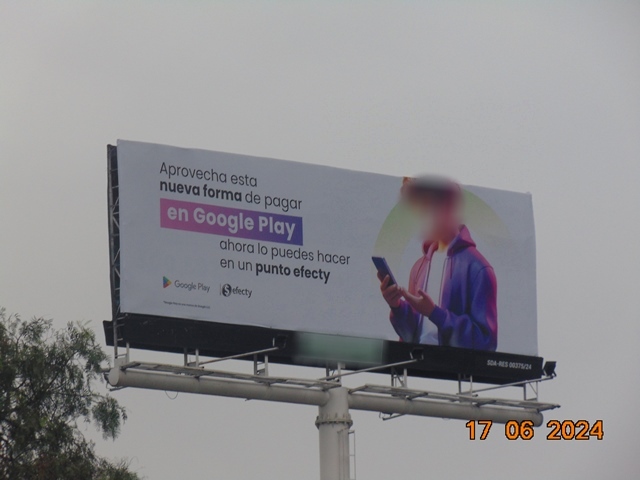 Aprovecha esta
nueva forma de pagar
en Google Play
ahora lo puedes hacer
en un punto efecty
Google Play
efecty
SDA-RES 00375/24
17 06 2024